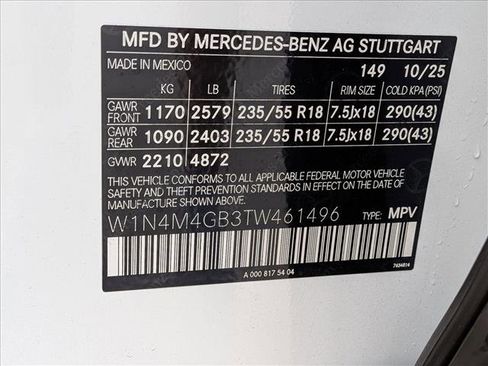 MFD BY MERCEDES-BENZ AG STUTTGART
MADE IN MEXICO 149 10/25
KG LB TIRES RIM SIZE COLD KPA(PSI)
GAWR FRONT 1170 2579 235/55 R18 7.5Jx18 290(43)
GAWR REAR 1090 2403 235/55 R18 7.5Jx18 290(43)
GVWR 2210 4872
THIS VEHICLE CONFORMS TO ALL APPLICABLE FEDERAL MOTOR VEHICLE
SAFETY, BUMPER, AND THEFT PREVENTION STANDARDS IN EFFECT ON THE DATE OF
MANUFACTURE SHOWN ABOVE.
W1N4M4GB3TW461496 TYPE: MPV
A 000 817 54 04 7434814